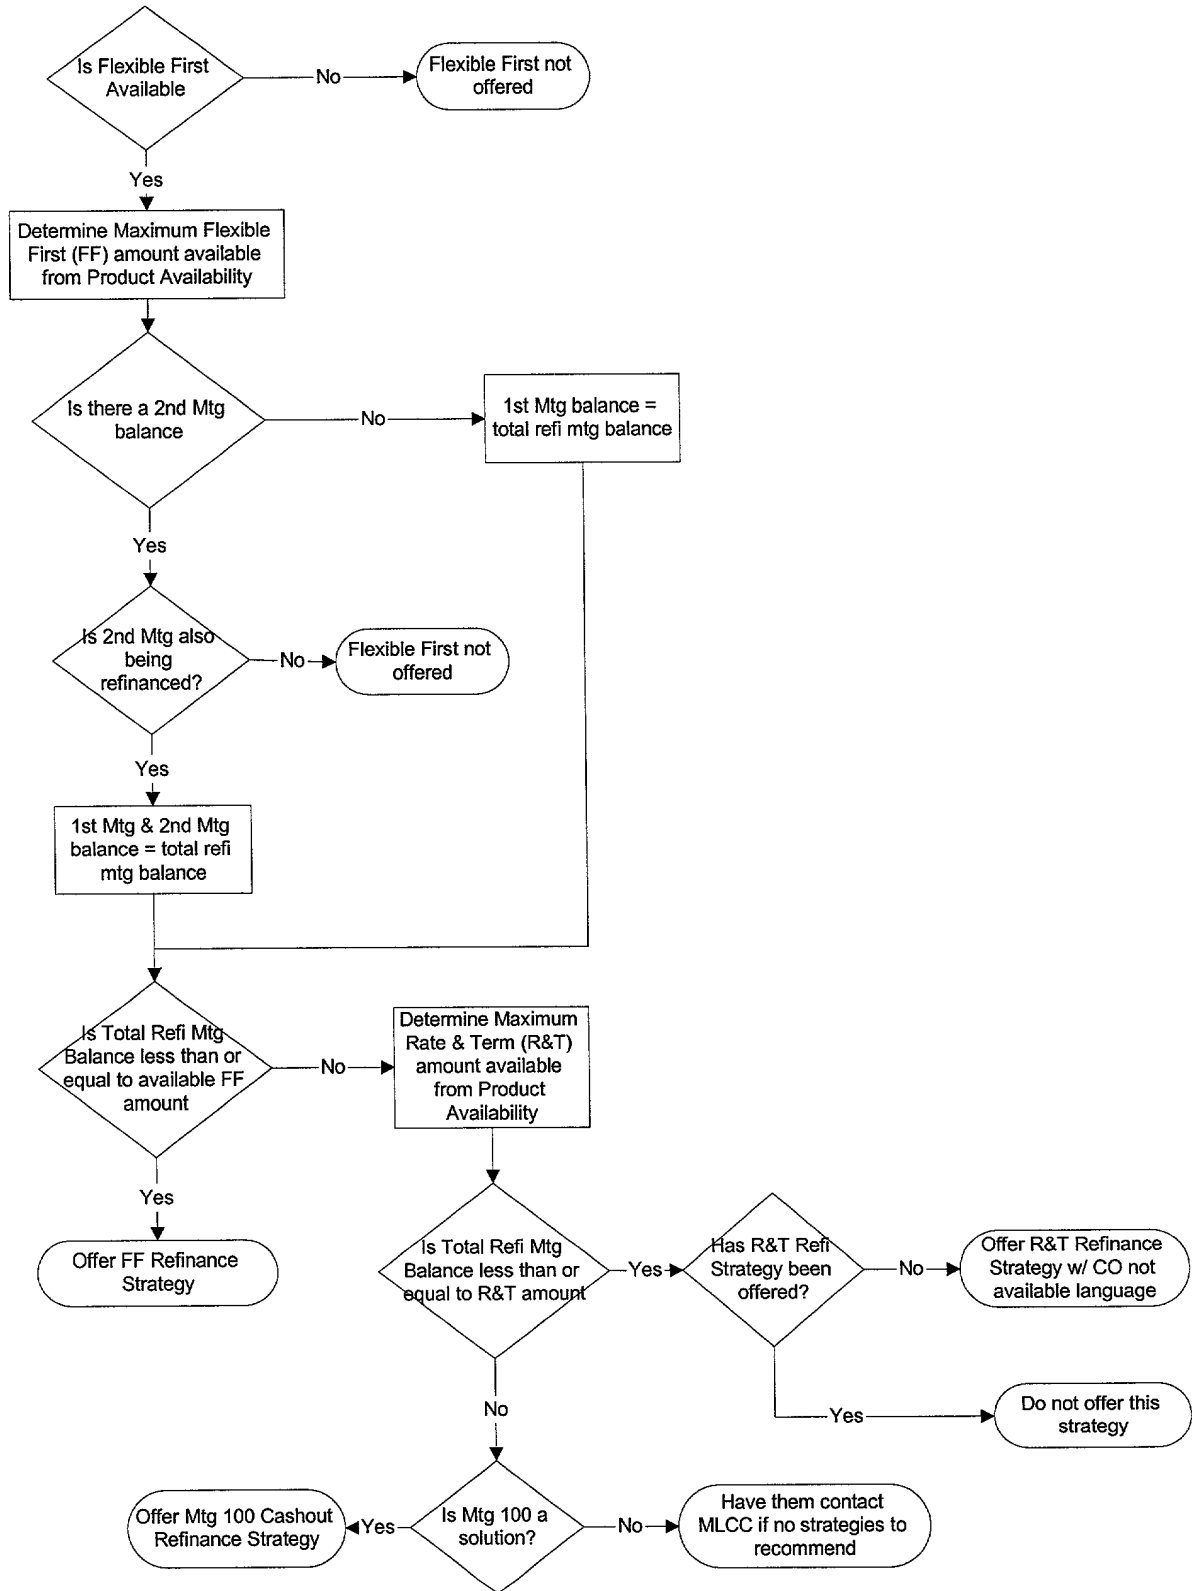 Is Flexible First
Available
No
Flexible First not
offered
Yes
Determine Maximum Flexible
First (FF) amount available
from Product Availability
Is there a 2nd Mtg
balance
No
1st Mtg balance =
total refi mtg balance
Yes
Is 2nd Mtg also
being
refinanced?
No
Flexible First not
offered
Yes
1st Mtg & 2nd Mtg
balance = total refi
mtg balance
Is Total Refi Mtg
Balance less than or
equal to available FF
amount
No
Determine Maximum
Rate & Term (R&T)
amount available
from Product
Availability
Yes
Offer FF Refinance
Strategy
Is Total Refi Mtg
Balance less than or
equal to R&T amount
Yes
Has R&T Refi
Strategy been
offered?
No
Offer R&T Refinance
Strategy w/ CO not
available language
Yes
Do not offer this
strategy
No
Is Mtg 100 a
solution?
Yes
Offer Mtg 100 Cashout
Refinance Strategy
No
Have them contact
MLCC if no strategies to
recommend